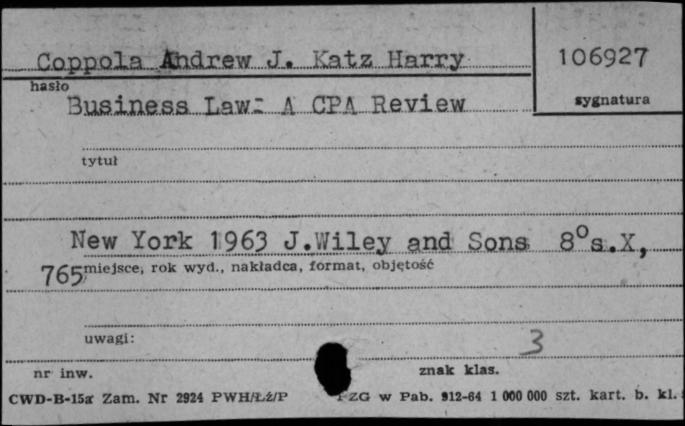 Coppola Andrew J. Katz Harry
106927
hasło
sygnatura
Business Law: A CPA Review
tytuł
New York 1963 J.Wiley and Sons 8° s.X,
765
miejsce, rok wyd., nakładca, format, objętość
uwagi:
3
nr inw.
znak klas.
CWD-B-15a Zam. Nr 2924 PWH/Łź/P PZG w Pab. 912-64 1 000 000 szt. kart. b. kl.